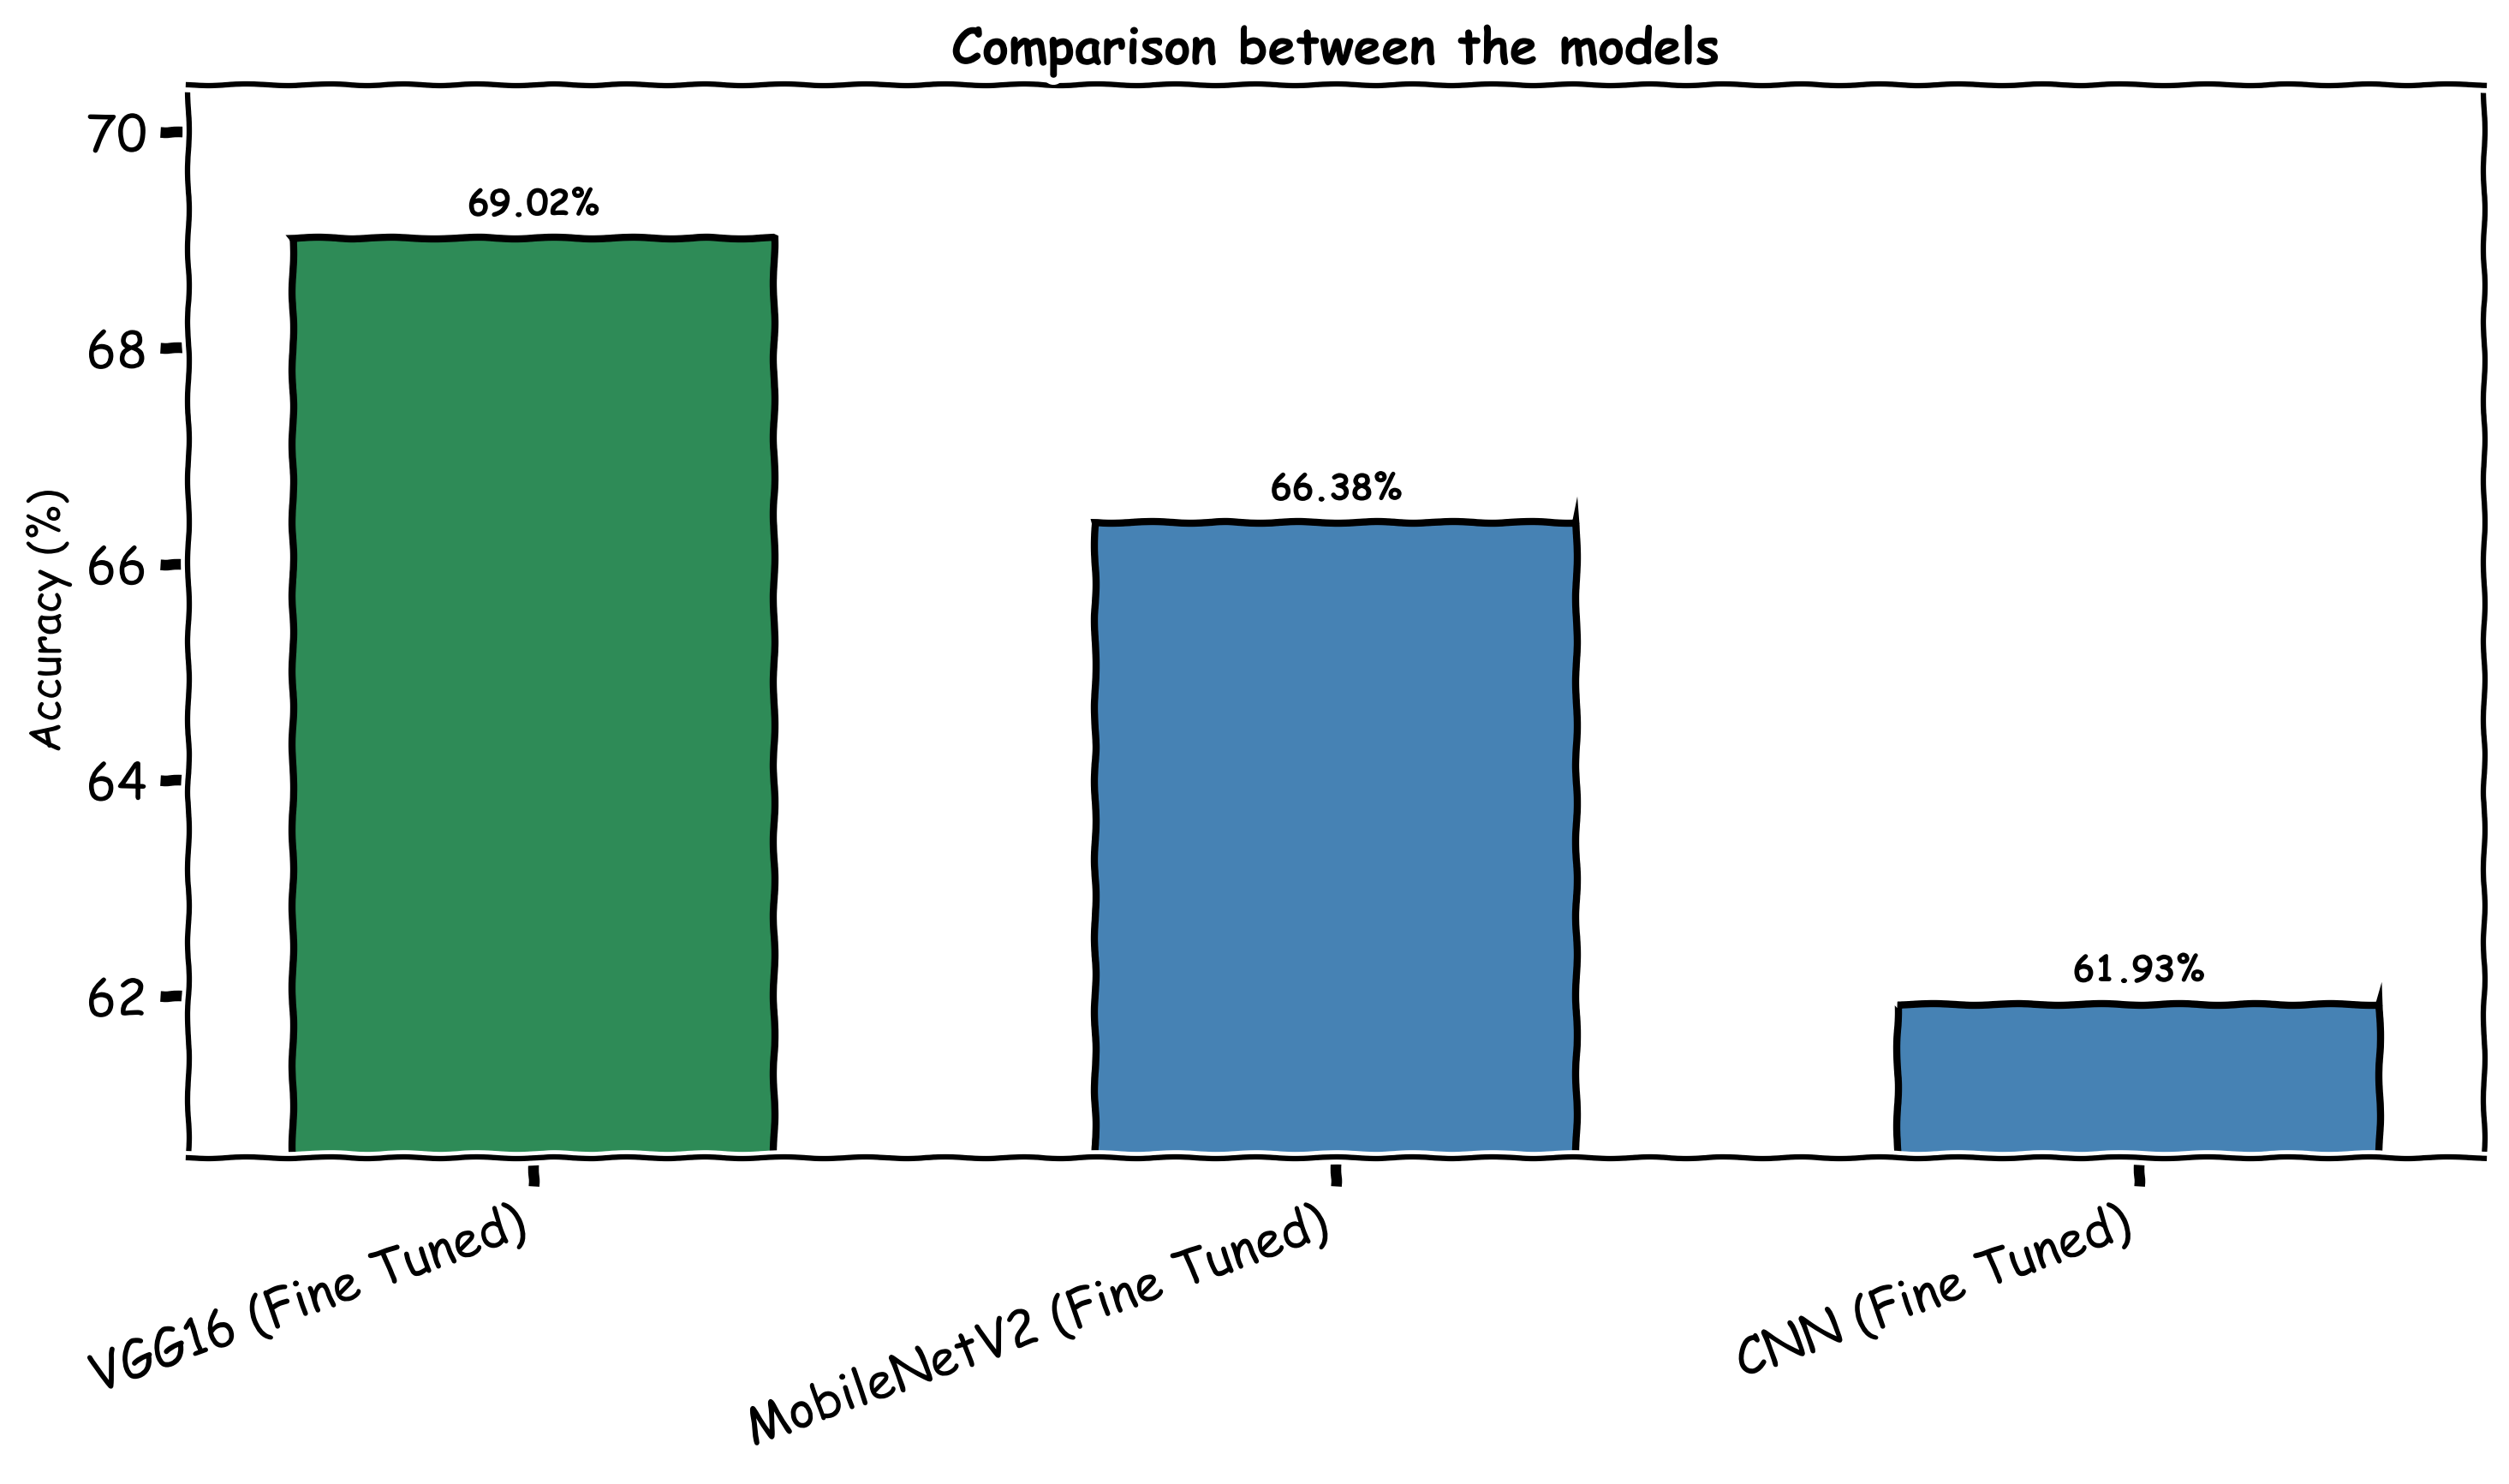 Comparison between the models
70
68
66
64
62
Accuracy (%)
69.02%
66.38%
61.93%
VGG16 (Fine Tuned)
MobileNetV2 (Fine Tuned)
CNN (Fine Tuned)